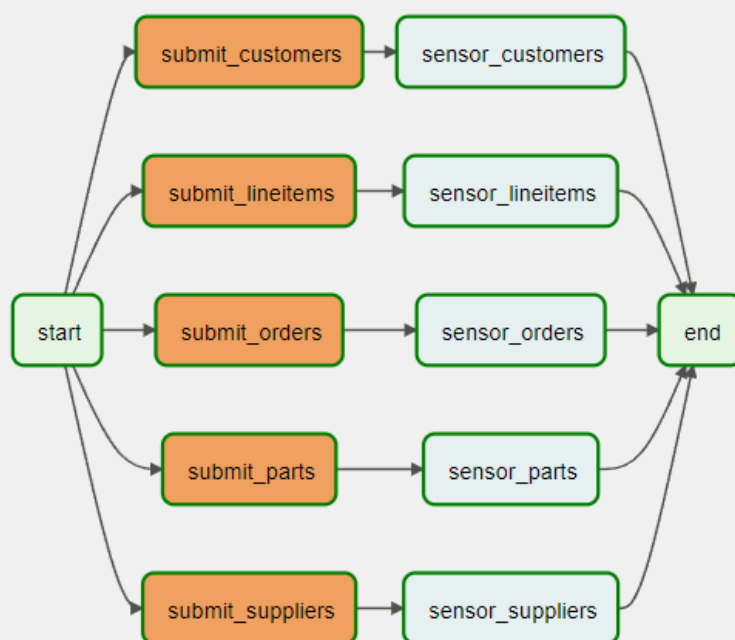 submit_customers
sensor_customers
submit_lineitems
sensor_lineitems
start
submit_orders
sensor_orders
end
submit_parts
sensor_parts
submit_suppliers
sensor_suppliers